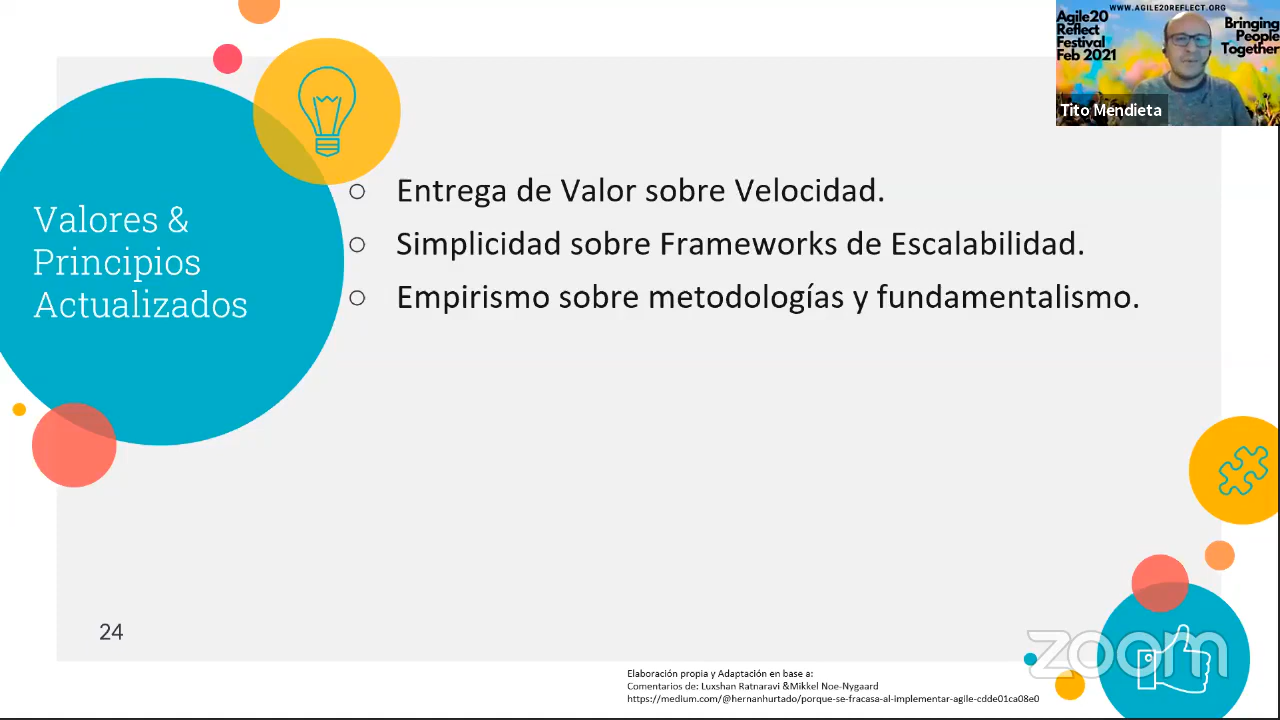 WWW.AGILE20REFLECT.ORG
Agile20
Reflect
Festival
Feb 2021
Bringing
People
Together
Tito Mendieta
Valores &
Principios
Actualizados
○ Entrega de Valor sobre Velocidad.
○ Simplicidad sobre Frameworks de Escalabilidad.
○ Empirismo sobre metodologías y fundamentalismo.
24
zoom
Elaboración propia y Adaptación en base a:
Comentarios de: Luxshan Ratnaravi &Mikkel Noe-Nygaard
https://medium.com/@hernanhurtado/porque-se-fracasa-al-implementar-agile-cdde01ca08e0